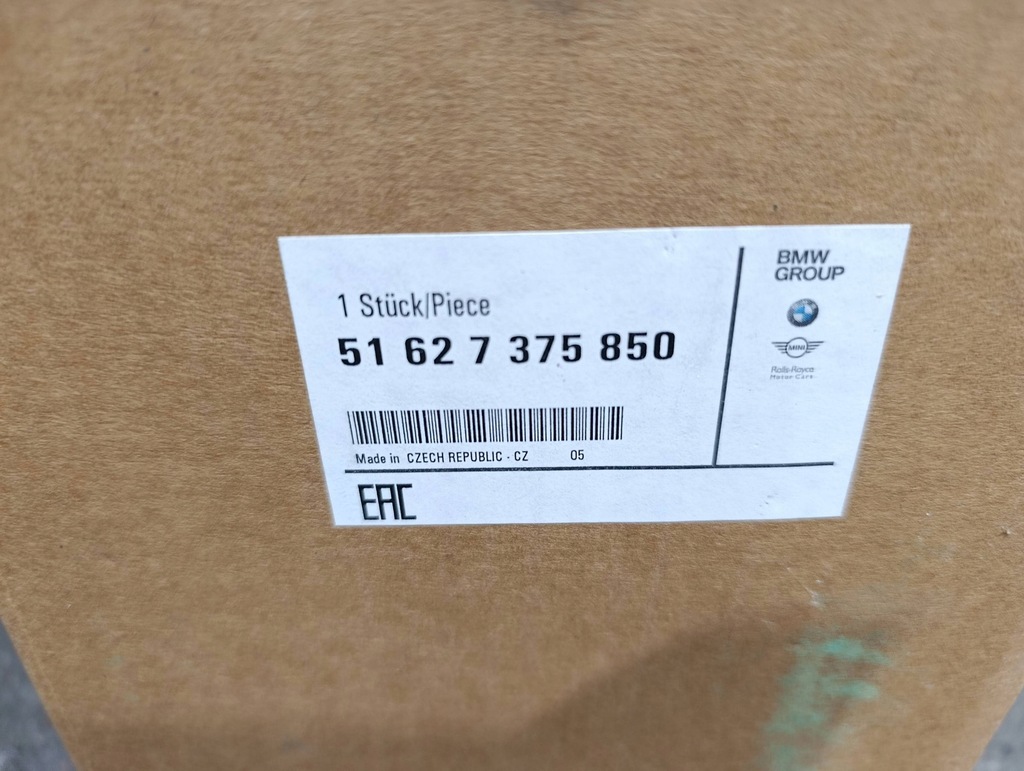 1 Stück/Piece
51 62 7 375 850
Made in CZECH REPUBLIC - CZ 05
EAC
BMW
GROUP
MINI
Rolls-Royce
Motor Cars